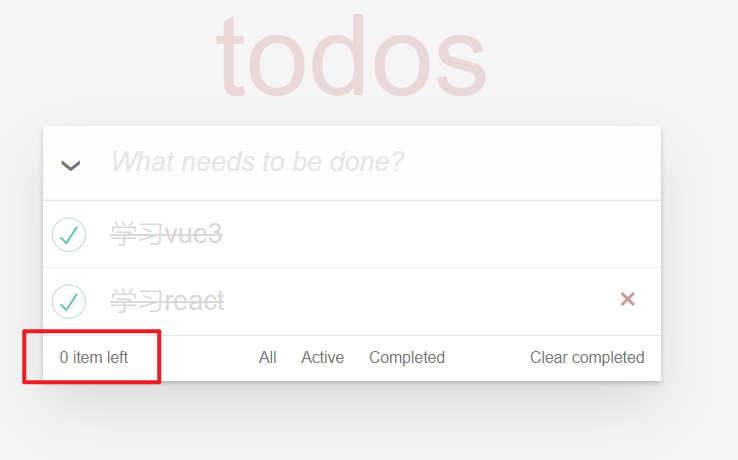 todos
What needs to be done?
学习vue3
学习react
0 item left All Active Completed Clear completed